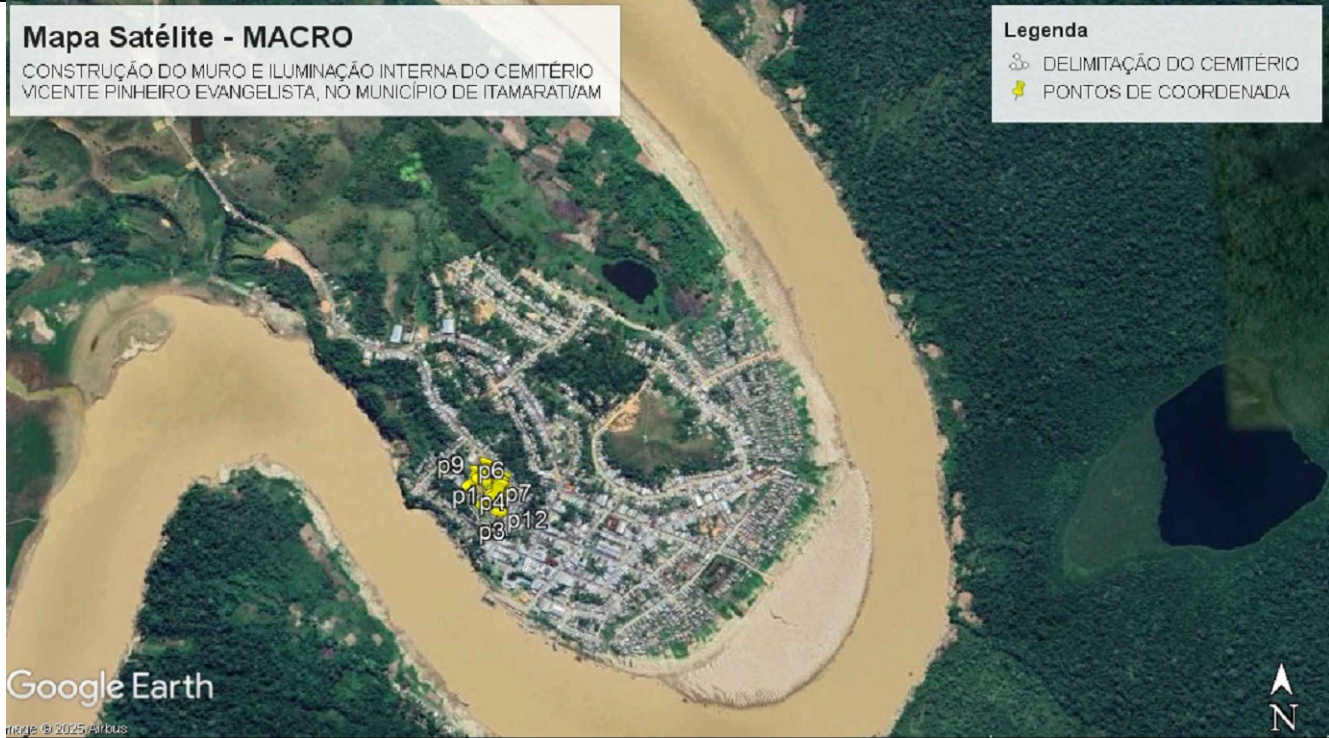 Mapa Satélite - MACRO
CONSTRUÇÃO DO MURO E ILUMINAÇÃO INTERNA DO CEMITÉRIO
VICENTE PINHEIRO EVANGELISTA, NO MUNICÍPIO DE ITAMARATI/AM
Legenda
DELIMITAÇÃO DO CEMITÉRIO
PONTOS DE COORDENADA
p9
p6
p1
p4
p7
p12
p3
Google Earth
mage © 2025 Airbus
N